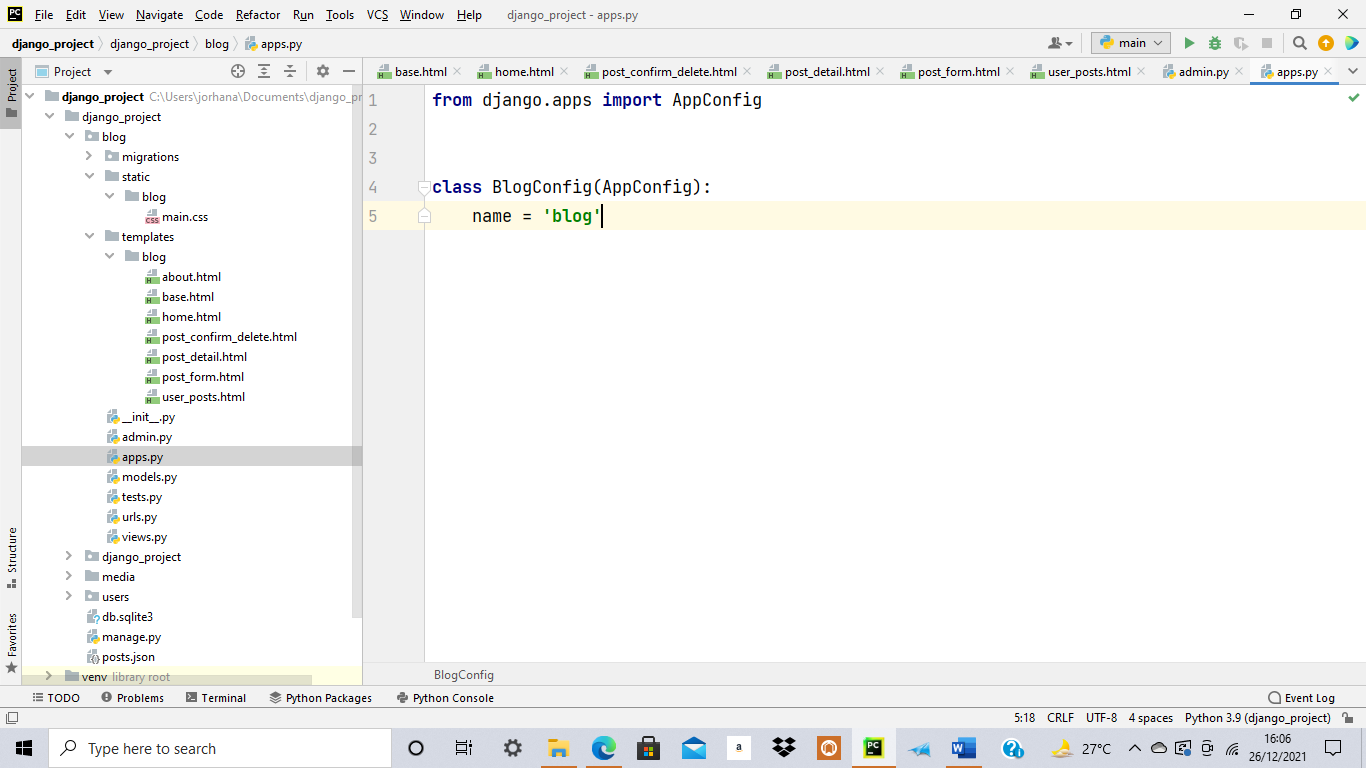 PC File Edit View Navigate Code Refactor Run Tools VCS Window Help django_project - apps.py
django_project django_project blog apps.py main
Project
Project
base.html home.html post_confirm_delete.html post_detail.html post_form.html user_posts.html admin.py apps.py
django_project C:\Users\jorhana\Documents\django_pr
django_project
blog
migrations
static
blog
main.css
templates
blog
about.html
base.html
home.html
post_confirm_delete.html
post_detail.html
post_form.html
user_posts.html
__init__.py
admin.py
apps.py
models.py
tests.py
urls.py
views.py
django_project
media
users
db.sqlite3
manage.py
posts.json
venv library root
Structure
Favorites
1 from django.apps import AppConfig
2
3
4 class BlogConfig(AppConfig):
5 name = 'blog'
BlogConfig
TODO Problems Terminal Python Packages Python Console Event Log
5:18 CRLF UTF-8 4 spaces Python 3.9 (django_project)
Type here to search
a
PC
W
27°C
16:06
26/12/2021